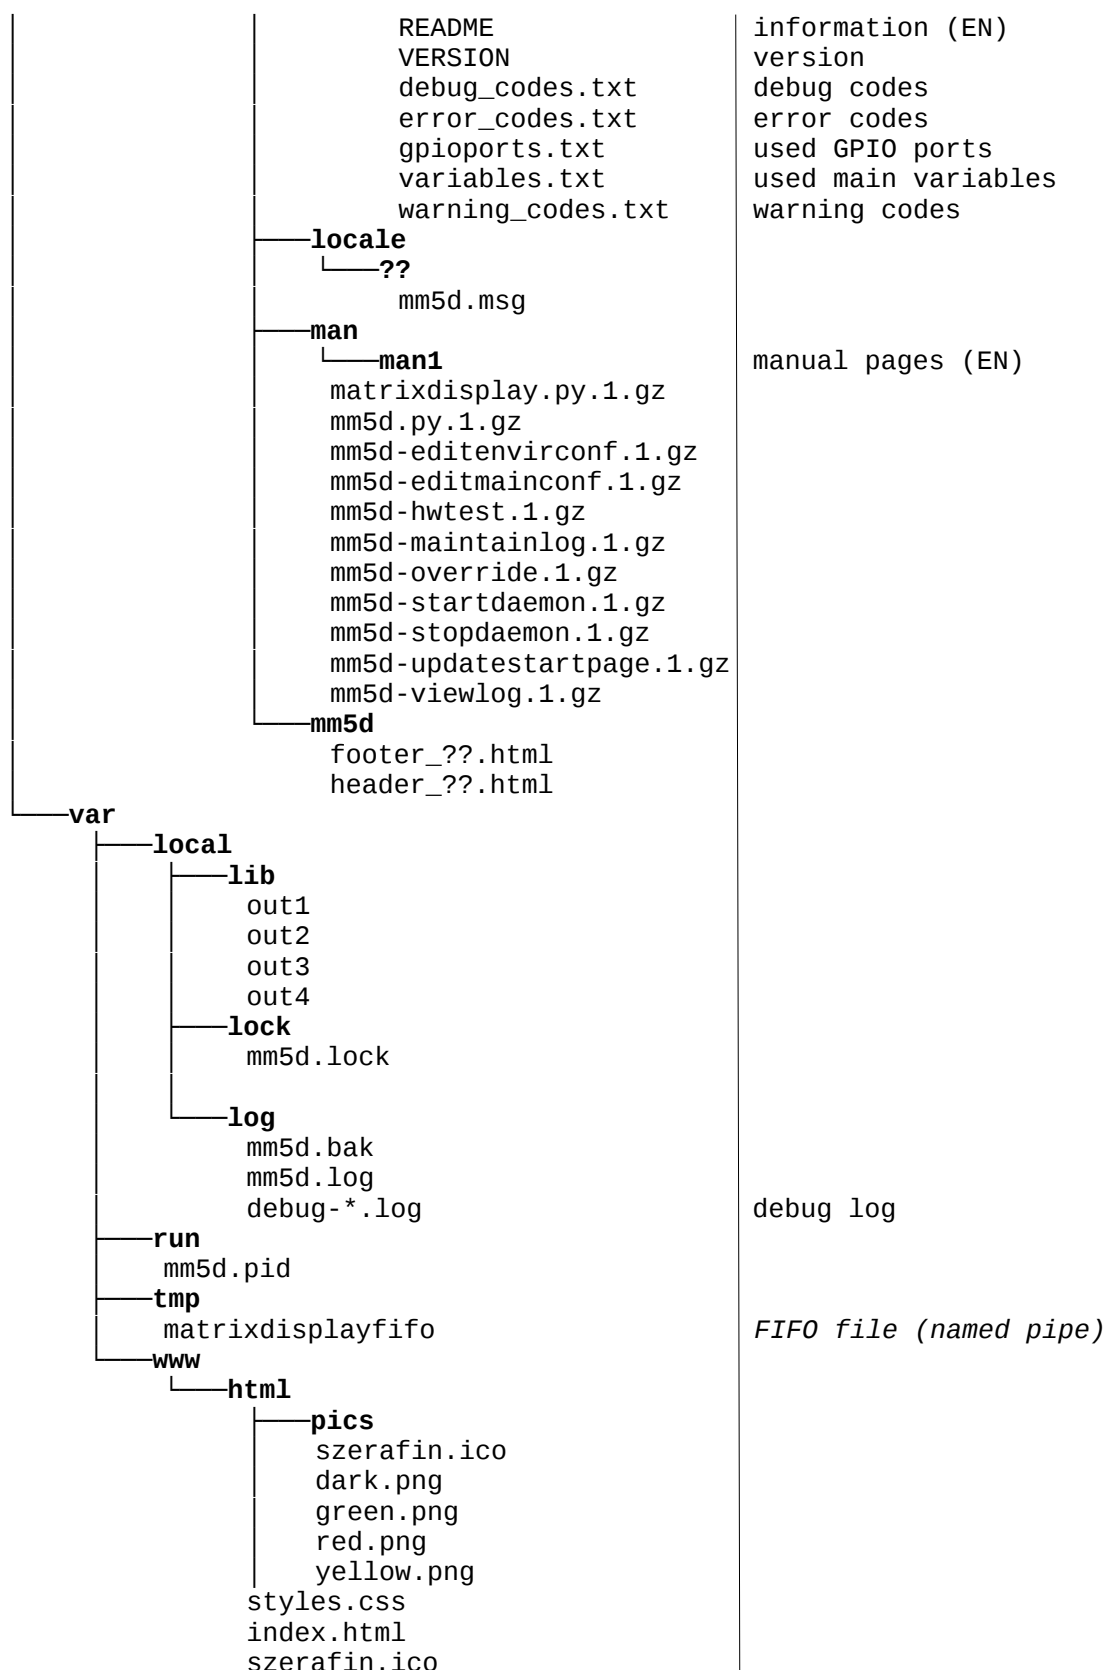 README information (EN)
VERSION version
debug_codes.txt debug codes
error_codes.txt error codes
gpioports.txt used GPIO ports
variables.txt used main variables
warning_codes.txt warning codes
locale
??
mm5d.msg
man
man1 manual pages (EN)
matrixdisplay.py.1.gz
mm5d.py.1.gz
mm5d-editenvirconf.1.gz
mm5d-editmainconf.1.gz
mm5d-hwtest.1.gz
mm5d-maintainlog.1.gz
mm5d-override.1.gz
mm5d-startdaemon.1.gz
mm5d-stopdaemon.1.gz
mm5d-updatestartpage.1.gz
mm5d-viewlog.1.gz
mm5d
footer_??.html
header_??.html
var
local
lib
out1
out2
out3
out4
lock
mm5d.lock
log
mm5d.bak
mm5d.log
debug-*.log debug log
run
mm5d.pid
tmp
matrixdisplayfifo FIFO file (named pipe)
www
html
pics
szerafin.ico
dark.png
green.png
red.png
yellow.png
styles.css
index.html
szerafin.ico